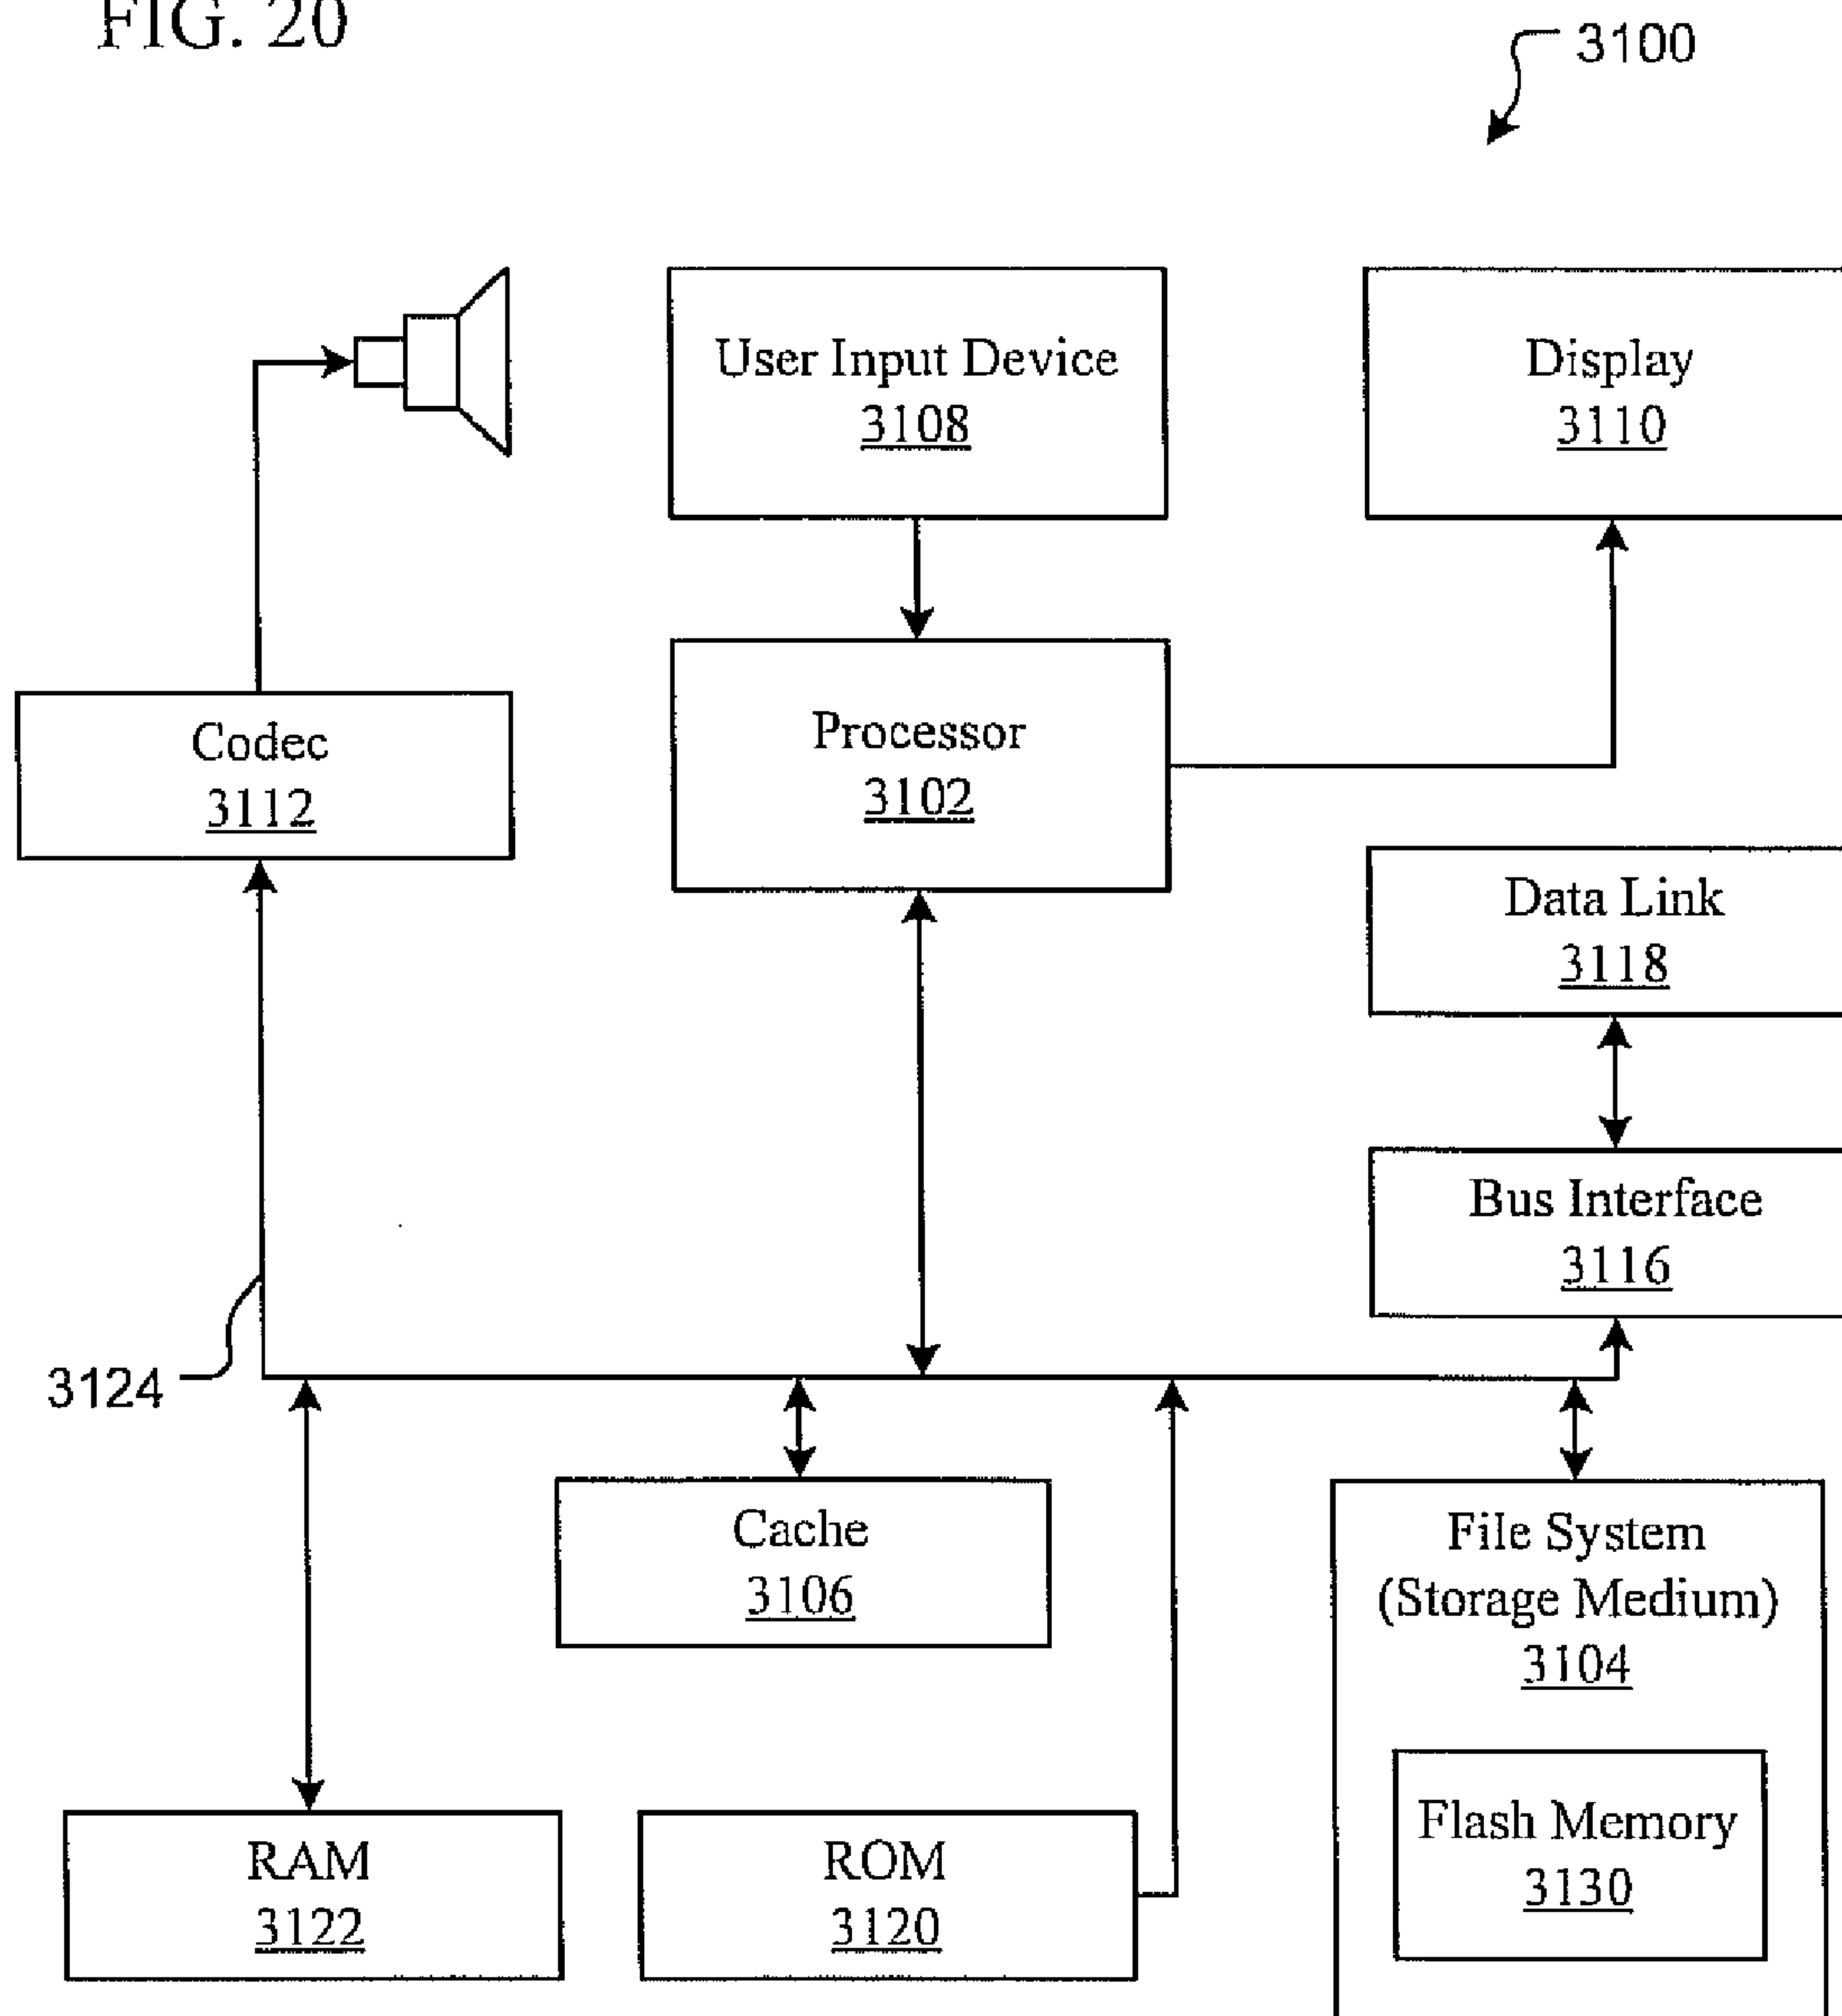 FIG. 20
3100
User Input Device
3108
Display
3110
Codec
3112
Processor
3102
Data Link
3118
Bus Interface
3116
3124
Cache
3106
File System
(Storage Medium)
3104
Flash Memory
3130
RAM
3122
ROM
3120